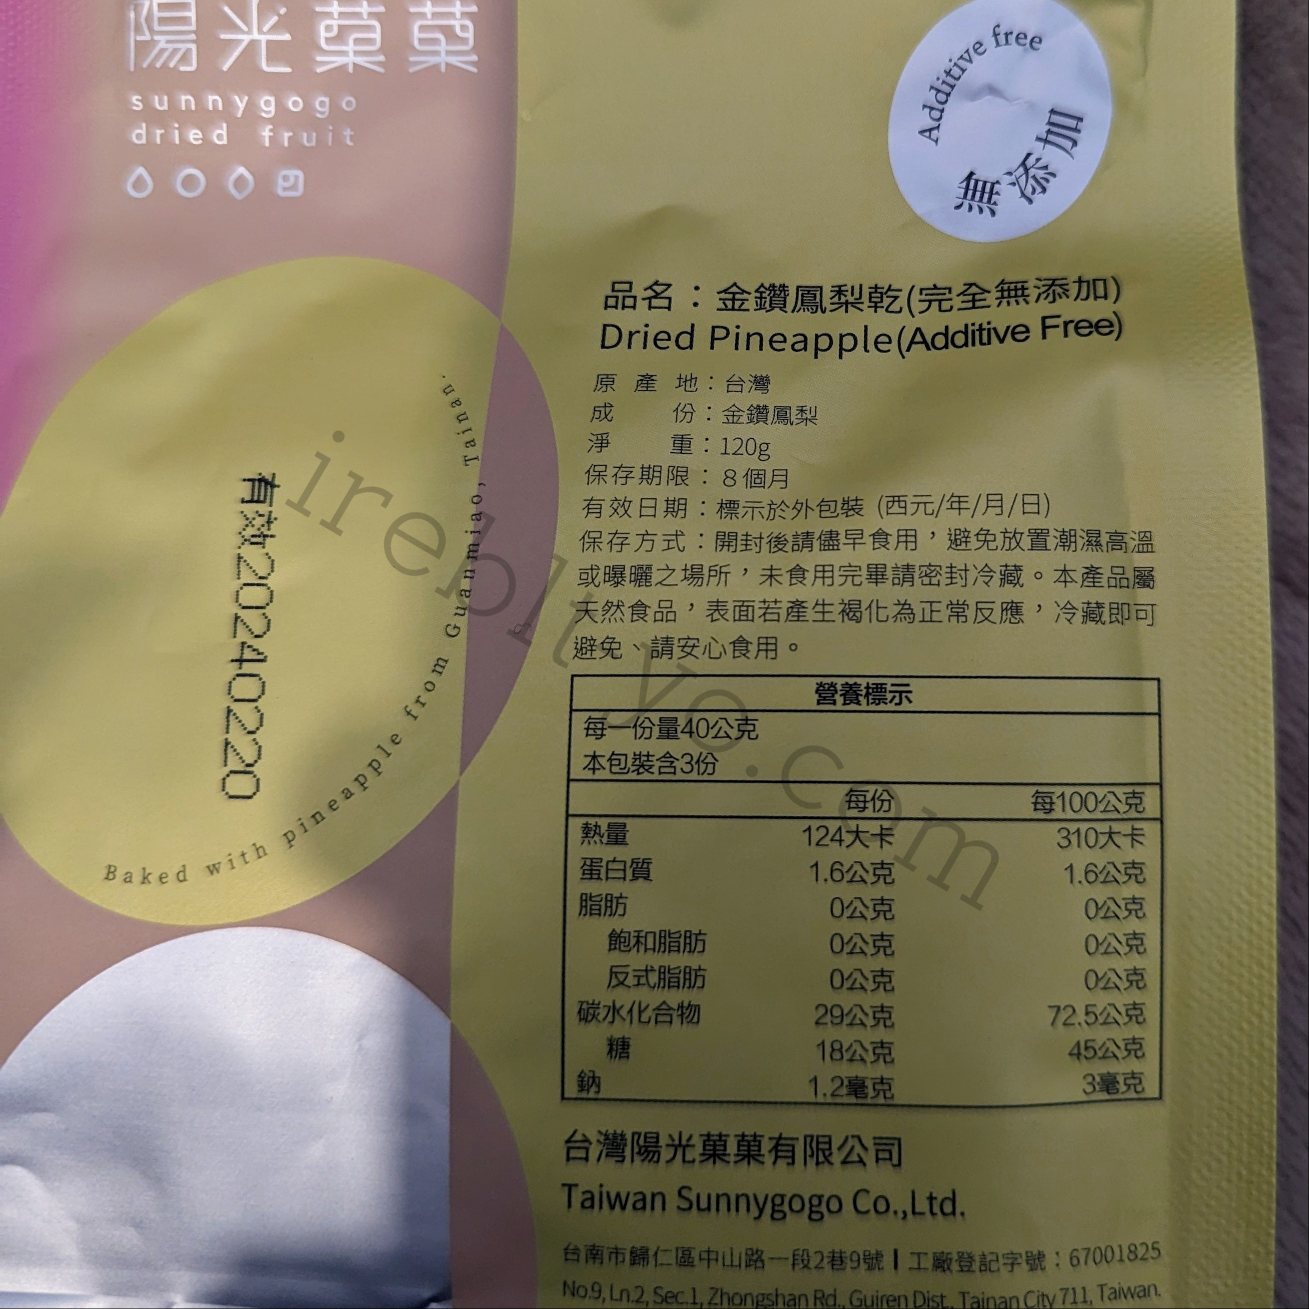 陽光菓菓
sunnygogo
dried fruit
Additive free
無添加
有效20240220
Baked with pineapple from Guanmiao, Tainan.
品名：金鑽鳳梨乾(完全無添加)
Dried Pineapple(Additive Free)
原產地：台灣
成份：金鑽鳳梨
淨重：120g
保存期限：8個月
有效日期：標示於外包裝 (西元/年/月/日)
保存方式：開封後請儘早食用，避免放置潮濕高溫
或曝曬之場所，未食用完畢請密封冷藏。本產品屬
天然食品，表面若產生褐化為正常反應，冷藏即可
避免、請安心食用。
營養標示
每一份量40公克
本包裝含3份
每份 每100公克
熱量 124大卡 310大卡
蛋白質 1.6公克 1.6公克
脂肪 0公克 0公克
飽和脂肪 0公克 0公克
反式脂肪 0公克 0公克
碳水化合物 29公克 72.5公克
糖 18公克 45公克
鈉 1.2毫克 3毫克
台灣陽光菓菓有限公司
Taiwan Sunnygogo Co.,Ltd.
台南市歸仁區中山路一段2巷9號 | 工廠登記字號：67001825
No.9, Ln.2, Sec.1, Zhongshan Rd., Guiren Dist., Tainan City 711, Taiwan.
ireblt yo.com